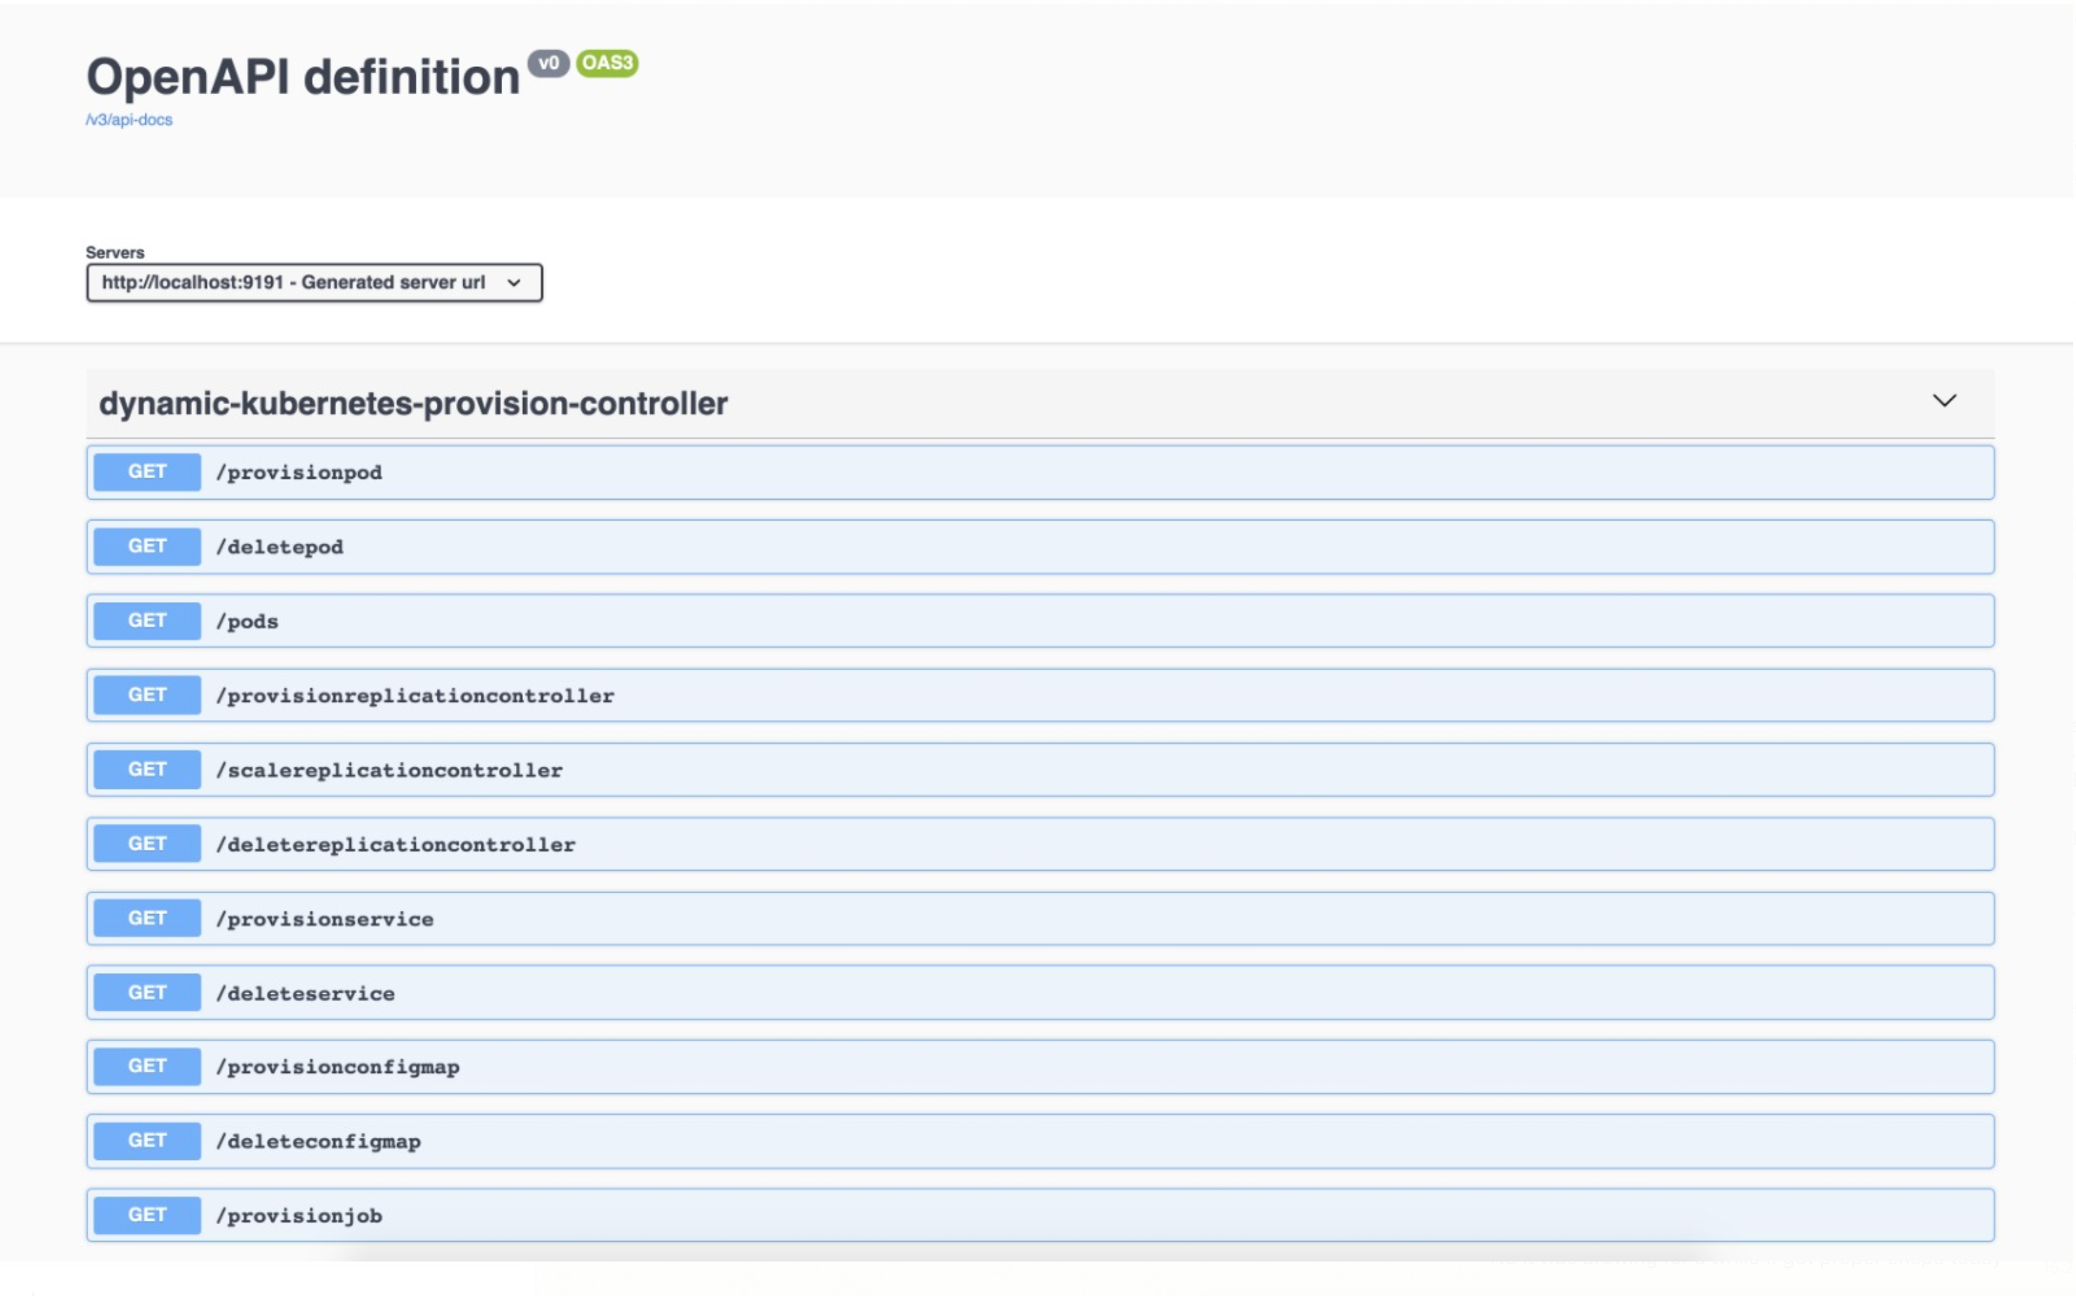 OpenAPI definition v0 OAS3
/v3/api-docs
Servers
http://localhost:9191 - Generated server url
dynamic-kubernetes-provision-controller
GET /provisionpod
GET /deletepod
GET /pods
GET /provisionreplicationcontroller
GET /scalereplicationcontroller
GET /deletereplicationcontroller
GET /provisionservice
GET /deleteservice
GET /provisionconfigmap
GET /deleteconfigmap
GET /provisionjob